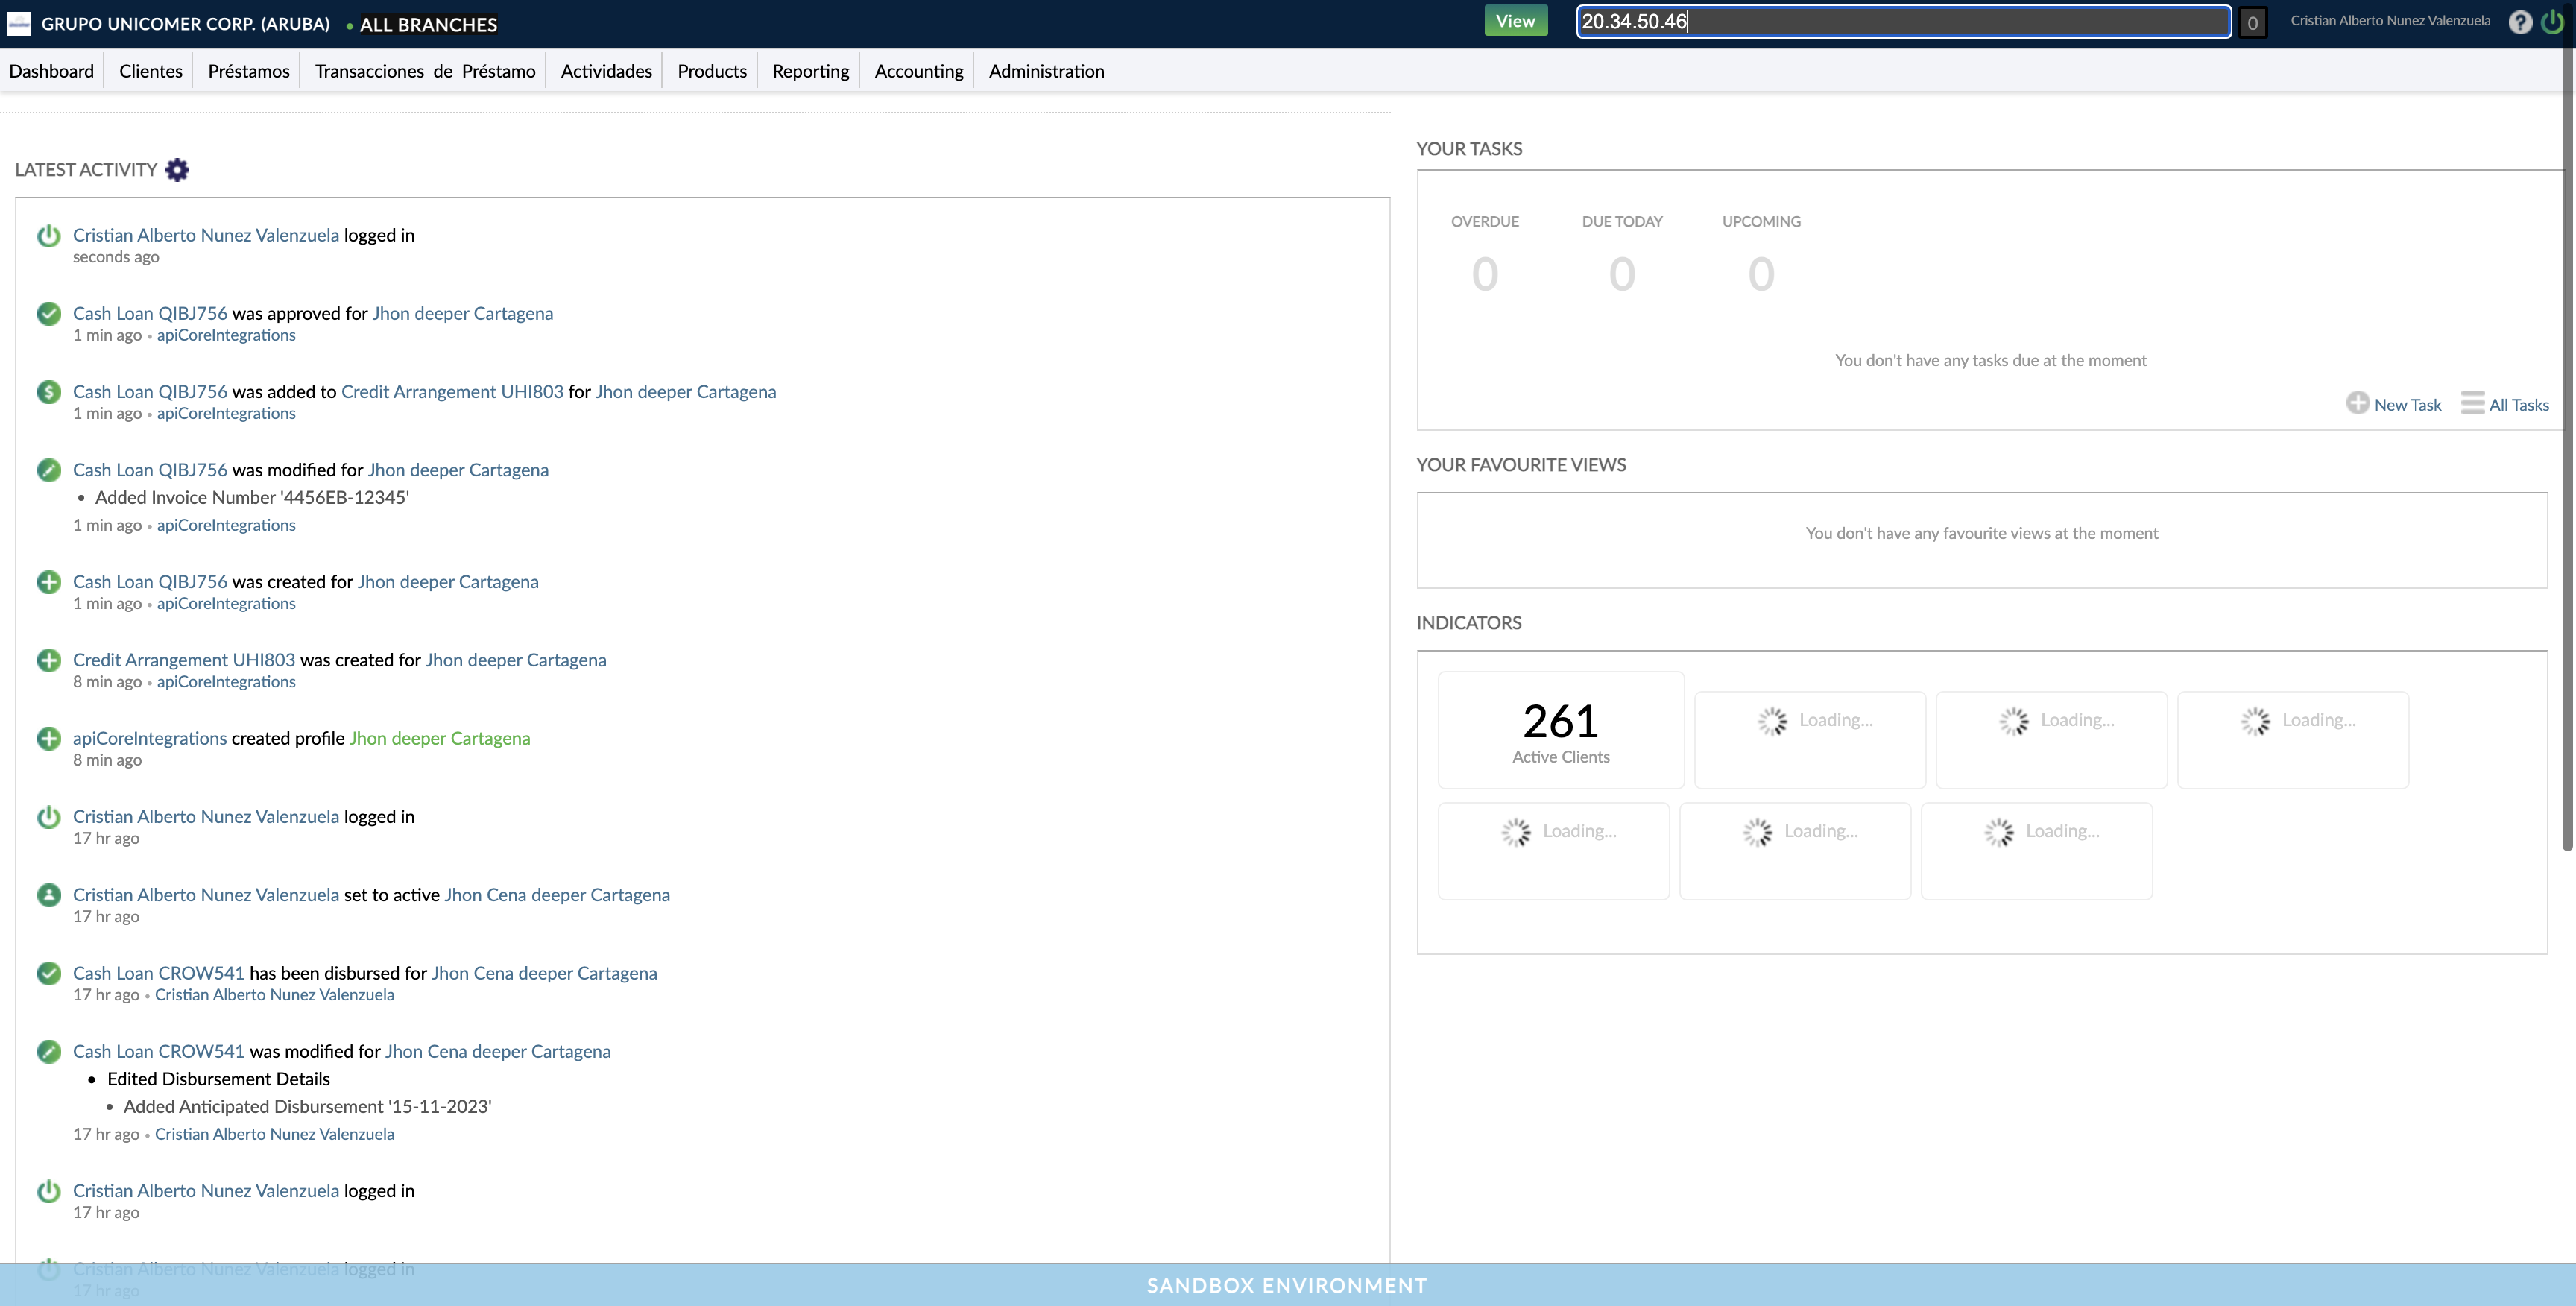 GRUPO UNICOMER CORP. (ARUBA) • ALL BRANCHES
View
20.34.50.46
0
Cristian Alberto Nunez Valenzuela
?
Dashboard Clientes Préstamos Transacciones de Préstamo Actividades Products Reporting Accounting Administration
LATEST ACTIVITY
Cristian Alberto Nunez Valenzuela logged in
seconds ago
Cash Loan QIBJ756 was approved for Jhon deeper Cartagena
1 min ago • apiCoreIntegrations
Cash Loan QIBJ756 was added to Credit Arrangement UHI803 for Jhon deeper Cartagena
1 min ago • apiCoreIntegrations
Cash Loan QIBJ756 was modified for Jhon deeper Cartagena
• Added Invoice Number '4456EB-12345'
1 min ago • apiCoreIntegrations
Cash Loan QIBJ756 was created for Jhon deeper Cartagena
1 min ago • apiCoreIntegrations
Credit Arrangement UHI803 was created for Jhon deeper Cartagena
8 min ago • apiCoreIntegrations
apiCoreIntegrations created profile Jhon deeper Cartagena
8 min ago
Cristian Alberto Nunez Valenzuela logged in
17 hr ago
Cristian Alberto Nunez Valenzuela set to active Jhon Cena deeper Cartagena
17 hr ago
Cash Loan CROW541 has been disbursed for Jhon Cena deeper Cartagena
17 hr ago • Cristian Alberto Nunez Valenzuela
Cash Loan CROW541 was modified for Jhon Cena deeper Cartagena
• Edited Disbursement Details
• Added Anticipated Disbursement '15-11-2023'
17 hr ago • Cristian Alberto Nunez Valenzuela
Cristian Alberto Nunez Valenzuela logged in
17 hr ago
Cristian Alberto Nunez Valenzuela logged in
17 hr ago
YOUR TASKS
OVERDUE DUE TODAY UPCOMING
0 0 0
You don't have any tasks due at the moment
New Task All Tasks
YOUR FAVOURITE VIEWS
You don't have any favourite views at the moment
INDICATORS
261
Active Clients
Loading... Loading... Loading...
Loading... Loading... Loading...
SANDBOX ENVIRONMENT